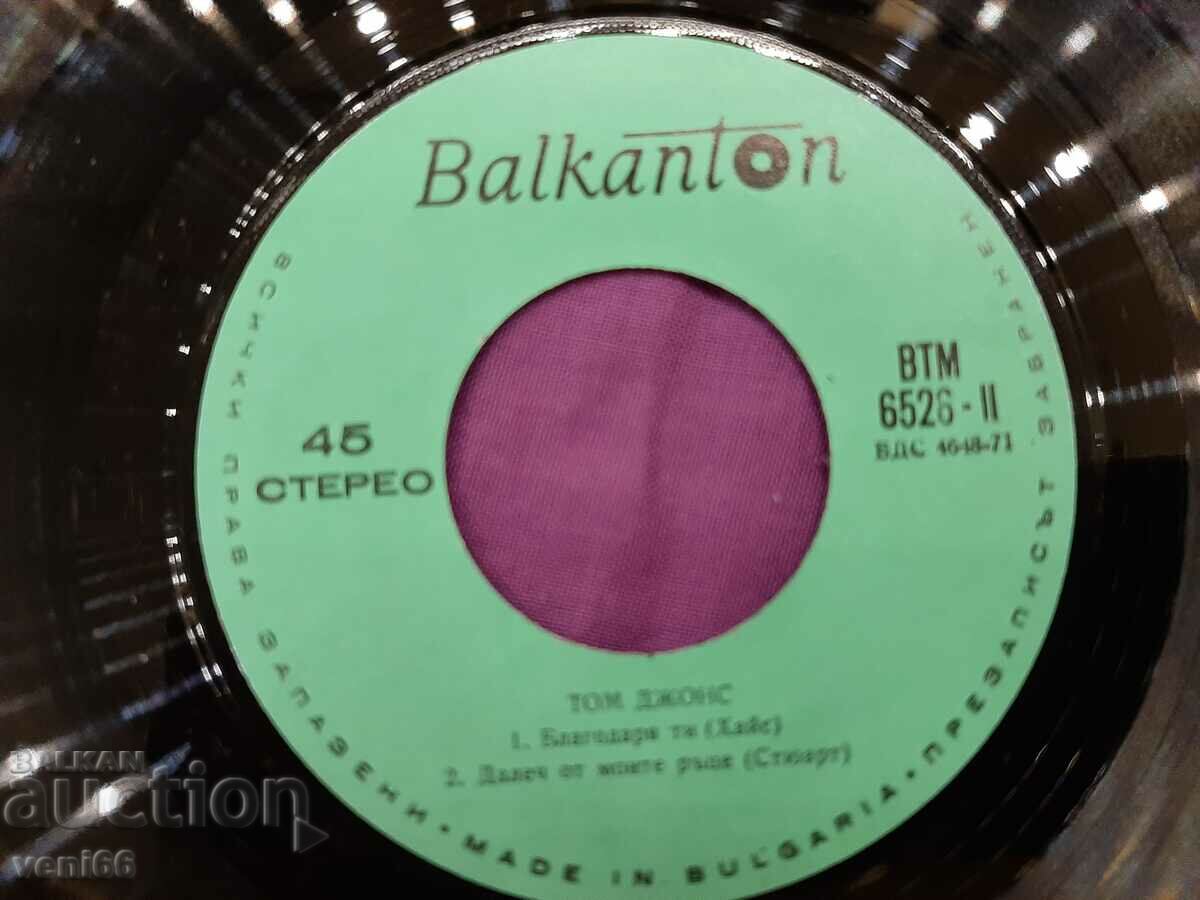 Balkanton
ВТМ
6526-II
ВДС 4648-71
45
СТЕРЕО
ТОМ ДЖОНС
1. Благодаря ти (Хайс)
2. Далеч от моите ръце (Стюарт)
ВСИЧКИ ПРАВА ЗАПАЗЕНИ • MADE IN BULGARIA • ПРЕЗАПИСЪТ ЗАБРАНЕН
BALKAN
auction
veni66